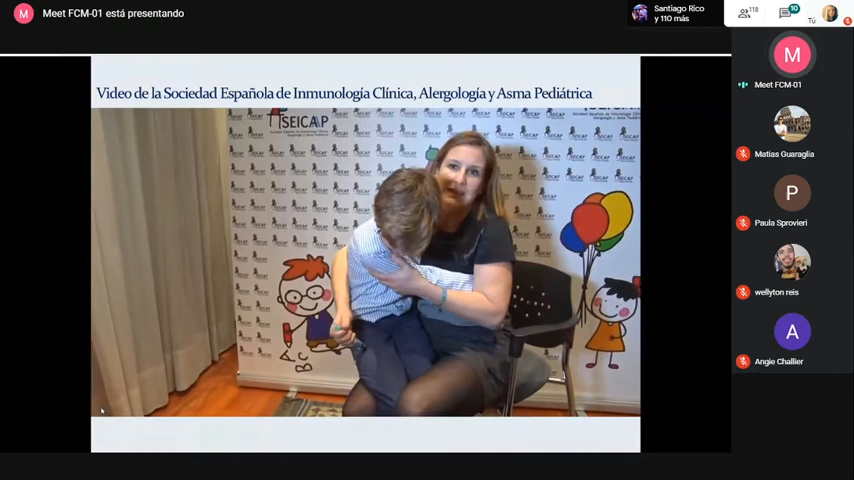 M
Meet FCM-01 está presentando
Santiago Rico
y 110 más
118
10
Tú
Video de la Sociedad Española de Inmunología Clínica, Alergología y Asma Pediátrica
SEICAP
M
Meet FCM-01
Matias Guaraglia
P
Paula Sprovieri
wellyton reis
A
Angie Challier